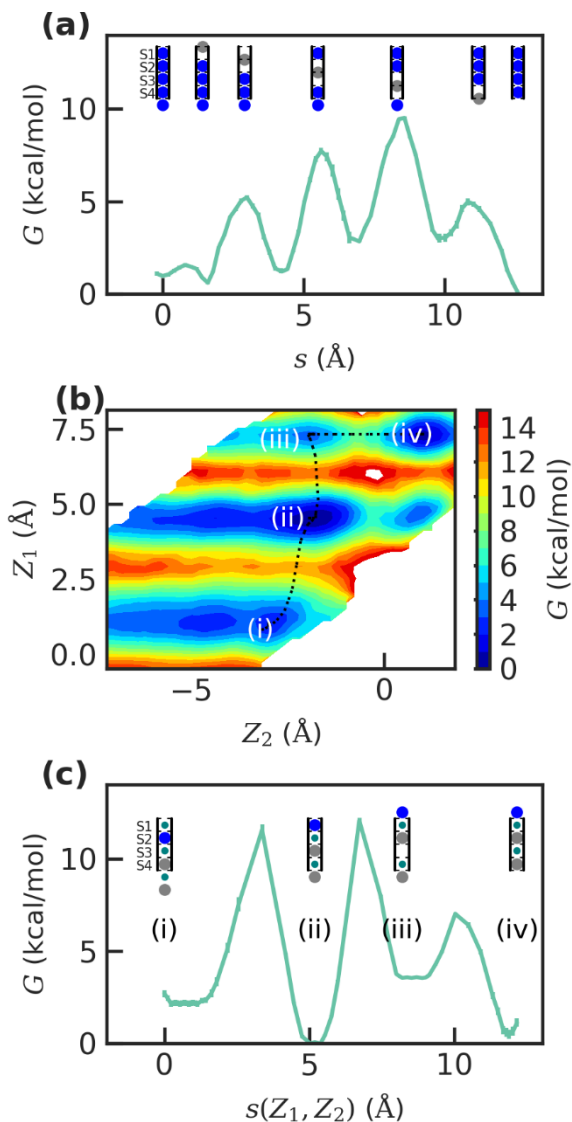 (a)
S1
S2
S3
S4
10
5
0
G (kcal/mol)
0 5 10
s (Å)
(b)
7.5
5.0
2.5
0.0
Z₁ (Å)
(iii) (iv)
(ii)
(i)
−5 0
Z₂ (Å)
14
12
10
8
6
4
2
0
G (kcal/mol)
(c)
S1
S2
S3
S4
10
5
0
G (kcal/mol)
(i) (ii) (iii) (iv)
0 5 10
s(Z₁, Z₂) (Å)